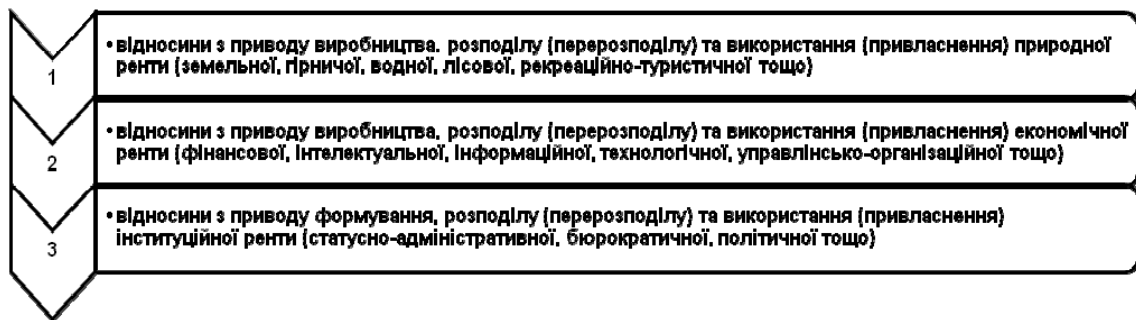 1
• відносини з приводу виробництва, розподілу (перерозподілу) та використання (привласнення) природної
ренти (земельної, гірничої, водної, лісової, рекреаційно-туристичної тощо)
2
• відносини з приводу виробництва, розподілу (перерозподілу) та використання (привласнення) економічної
ренти (фінансової, інтелектуальної, інформаційної, технологічної, управлінсько-організаційної тощо)
3
• відносини з приводу формування, розподілу (перерозподілу) та використання (привласнення)
інституційної ренти (статусно-адміністративної, бюрократичної, політичної тощо)